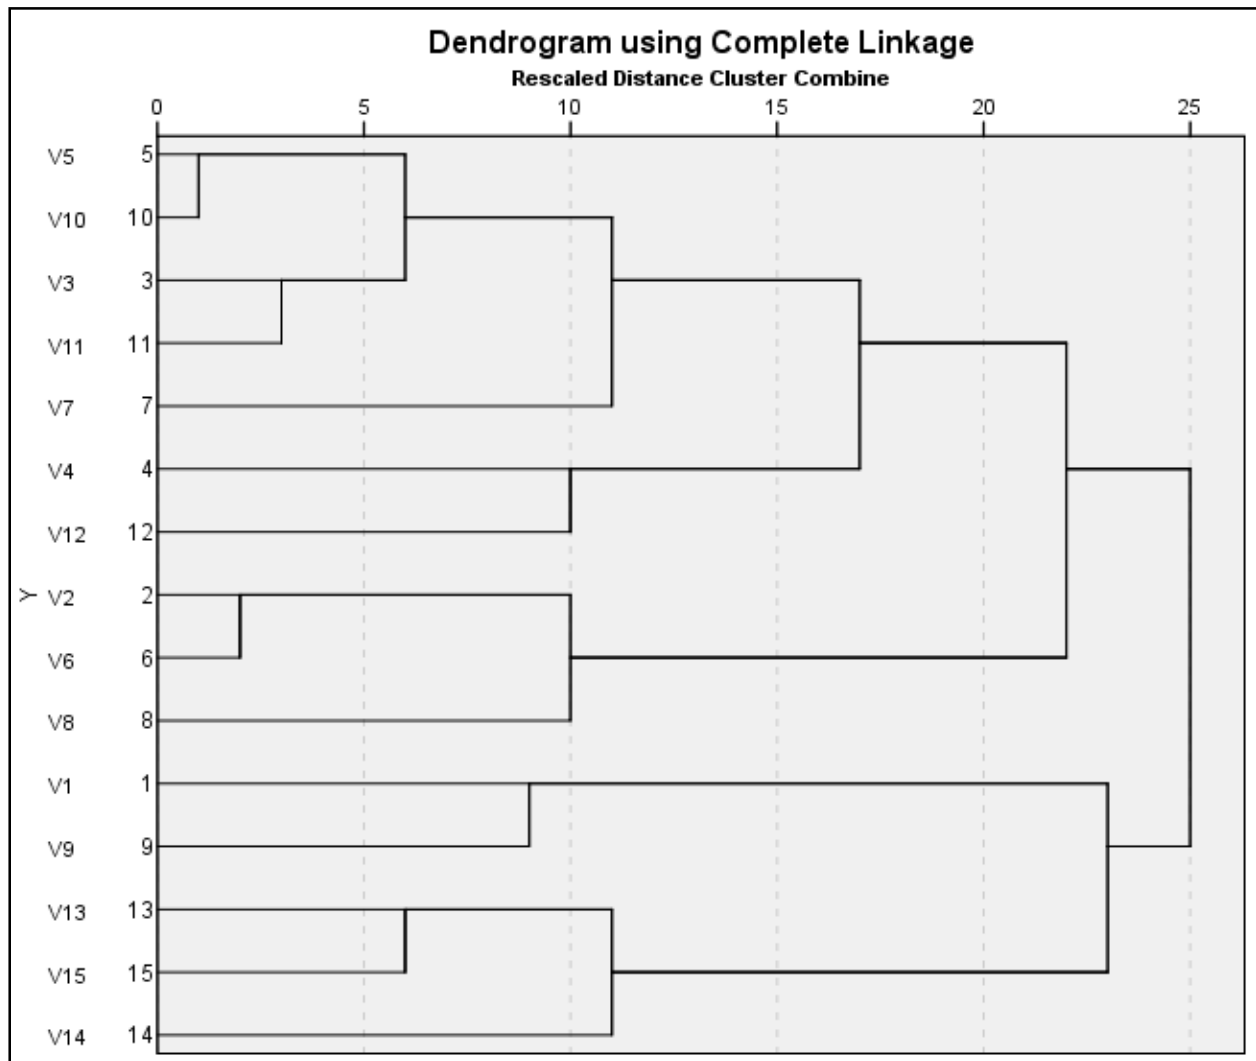 Dendrogram using Complete Linkage
Rescaled Distance Cluster Combine
0 5 10 15 20 25
V5 5
V10 10
V3 3
V11 11
V7 7
V4 4
V12 12
Y
V2 2
V6 6
V8 8
V1 1
V9 9
V13 13
V15 15
V14 14